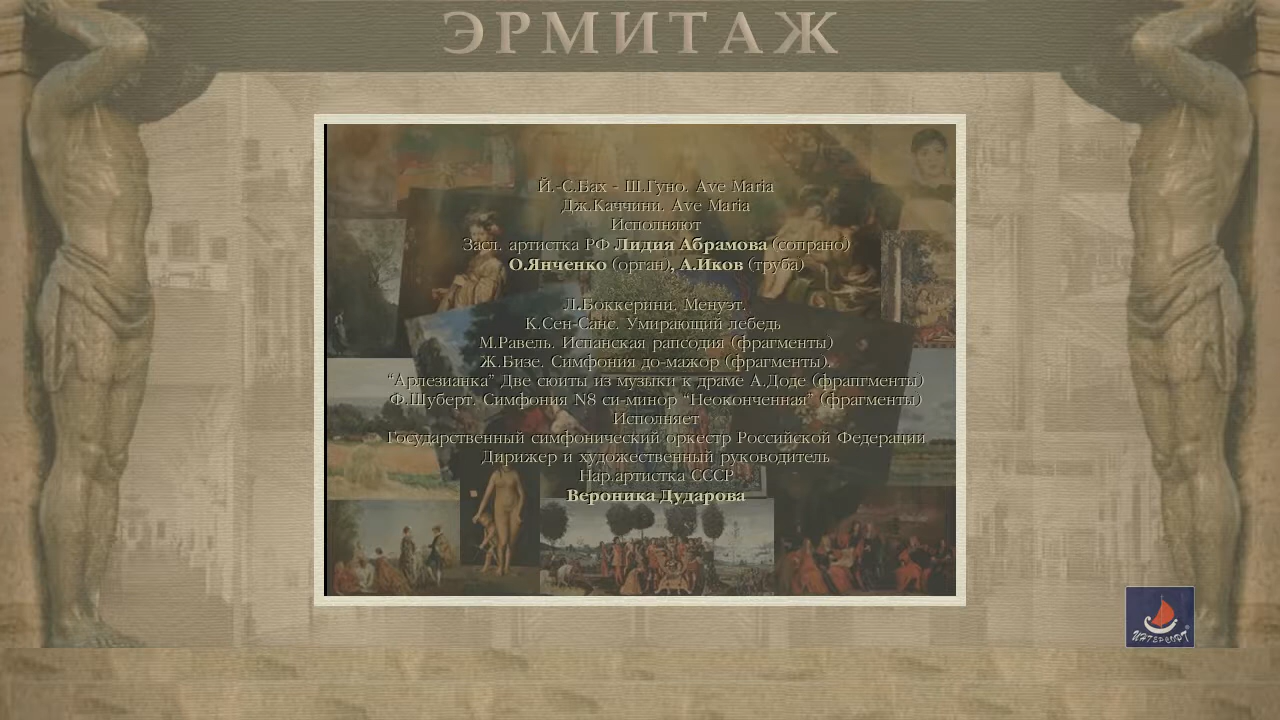 ЭРМИТАЖ
Й.-С.Бах - Ш.Гуно. Ave Maria
Дж.Каччини. Ave Maria
Исполняют
Засл. артистка РФ Лидия Абрамова (сопрано)
О.Янченко (орган), А.Иков (труба)
Л.Боккерини. Менуэт.
К.Сен-Санс. Умирающий лебедь
М.Равель. Испанская рапсодия (фрагменты)
Ж.Бизе. Симфония до-мажор (фрагменты).
"Арлезианка" Две сюиты из музыки к драме А.Доде (фрапгменты)
Ф.Шуберт. Симфония N8 си-минор "Неоконченная" (фрагменты)
Исполняет
Государственный симфонический оркестр Российской Федерации
Дирижер и художественный руководитель
Нар.артистка СССР
Вероника Дударова
ИНТЕРСОФТ®